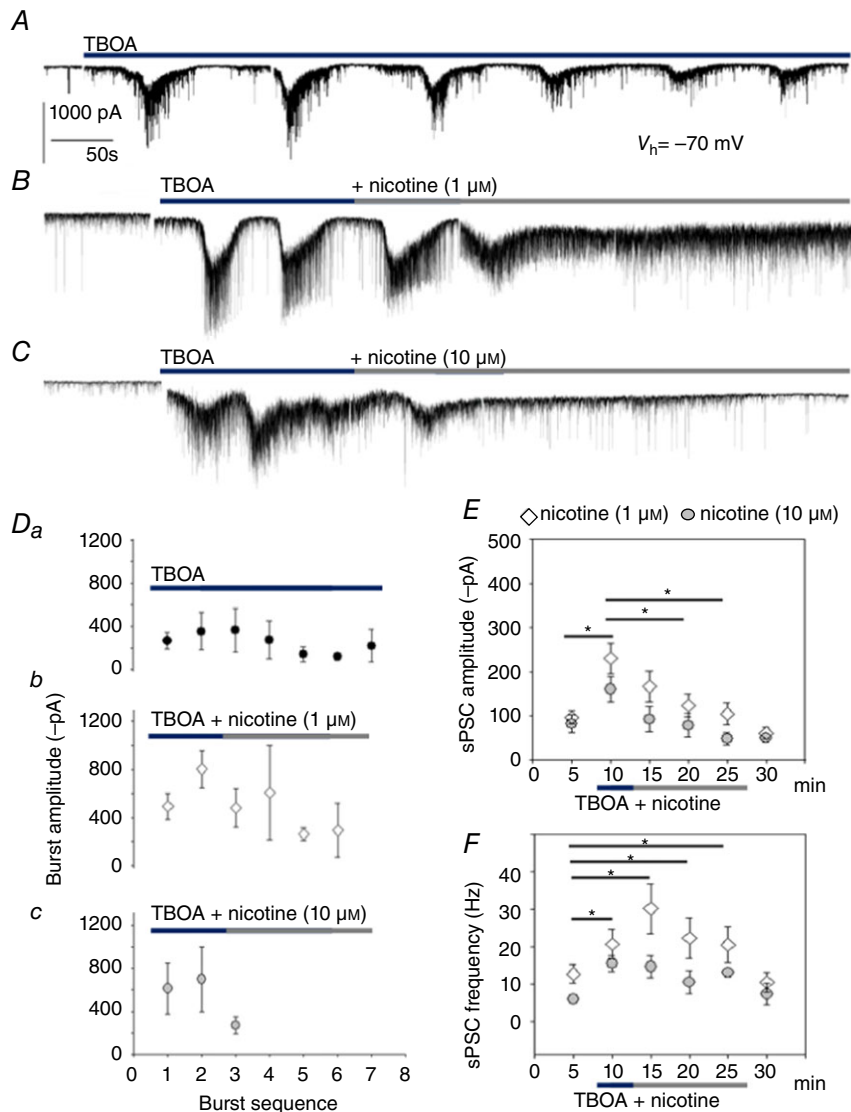 A
TBOA
1000 pA
50s
Vh= –70 mV
B
TBOA
+ nicotine (1 µM)
C
TBOA
+ nicotine (10 µM)
Da
1200
800
400
0
TBOA
b
1200
800
400
0
TBOA + nicotine (1 µM)
c
1200
800
400
0
TBOA + nicotine (10 µM)
Burst amplitude (–pA)
0 1 2 3 4 5 6 7 8
Burst sequence
E
nicotine (1 µM) nicotine (10 µM)
500
400
300
200
100
0
* * *
sPSC amplitude (–pA)
0 5 10 15 20 25 30 min
TBOA + nicotine
F
40
30
20
10
0
* * * *
sPSC frequency (Hz)
0 5 10 15 20 25 30 min
TBOA + nicotine